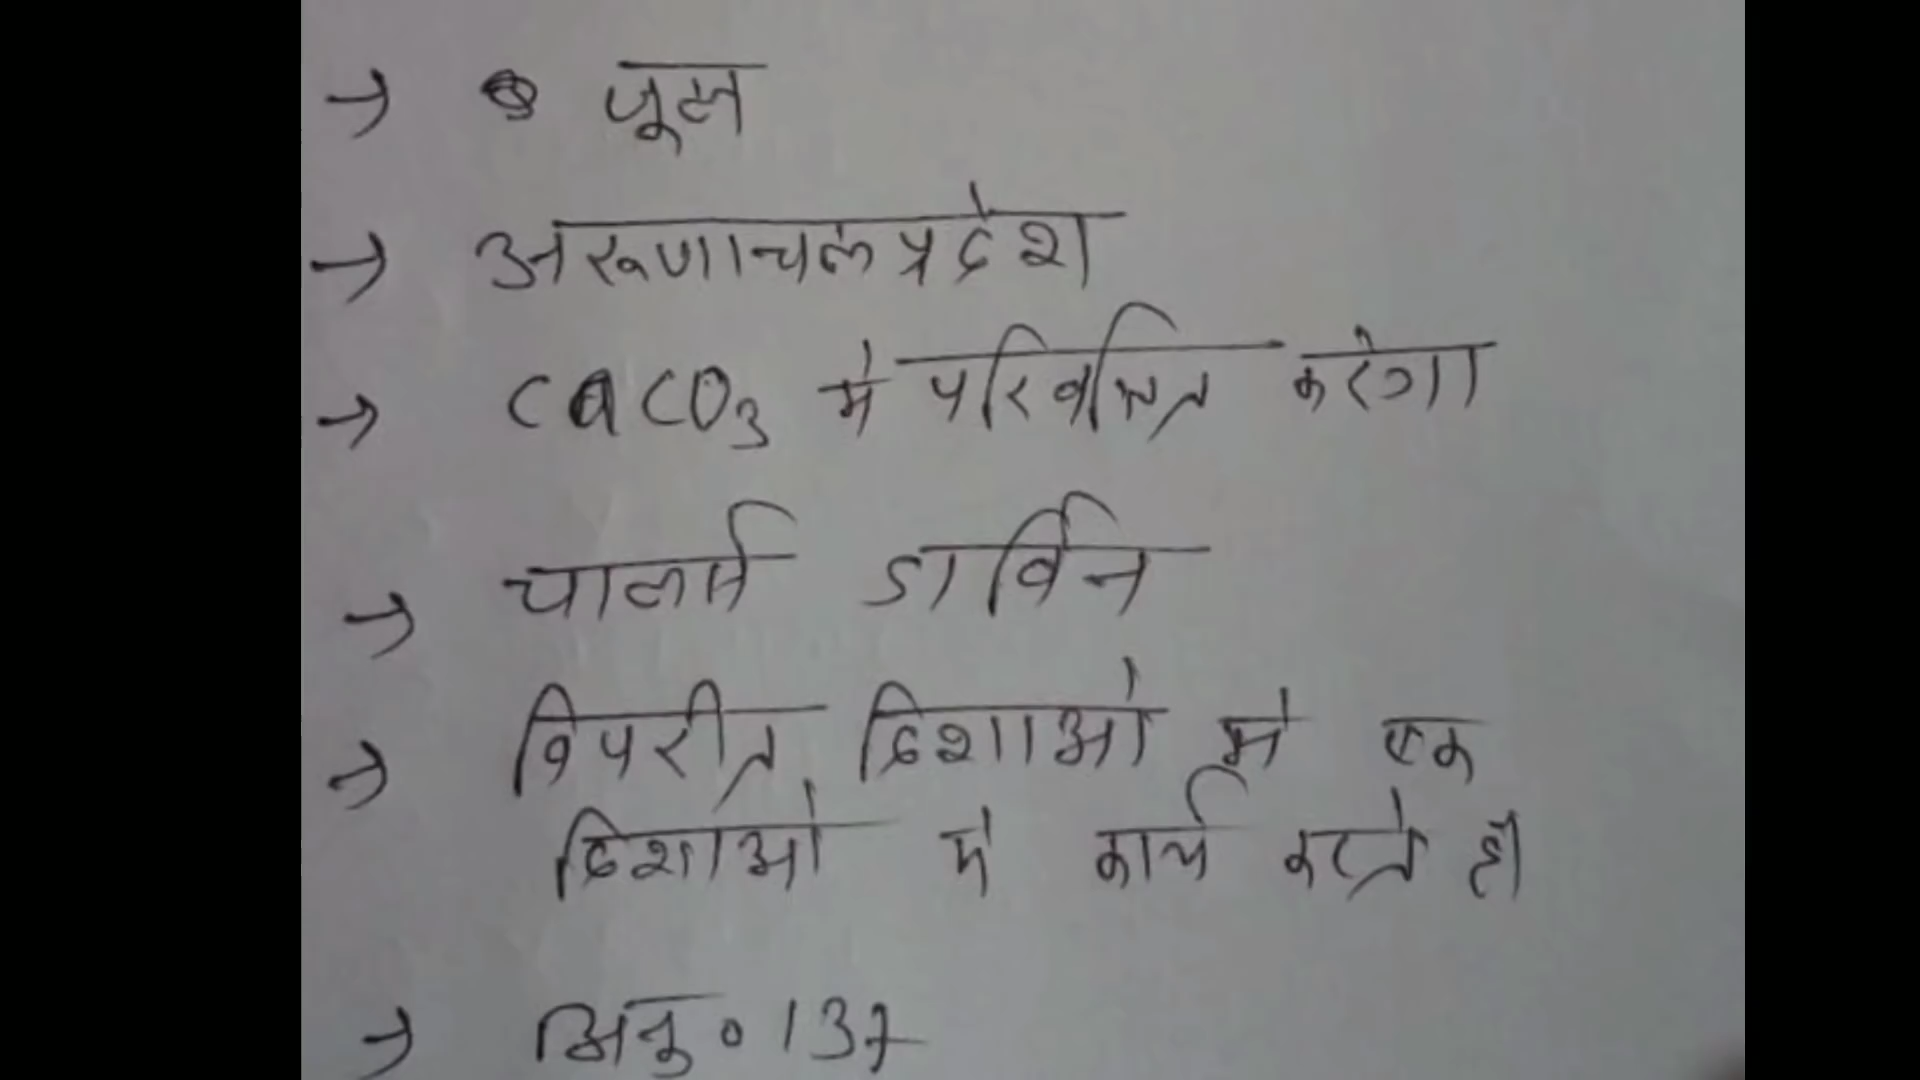 → जूल
→ अरूणाचल प्रदेश
→ CaCO₃ में परिवर्तित करेगा
→ चार्ल्स डार्विन
→ विपरीत दिशाओं में एक
दिशाओं में कार्य करते हो
→ अनु० 137